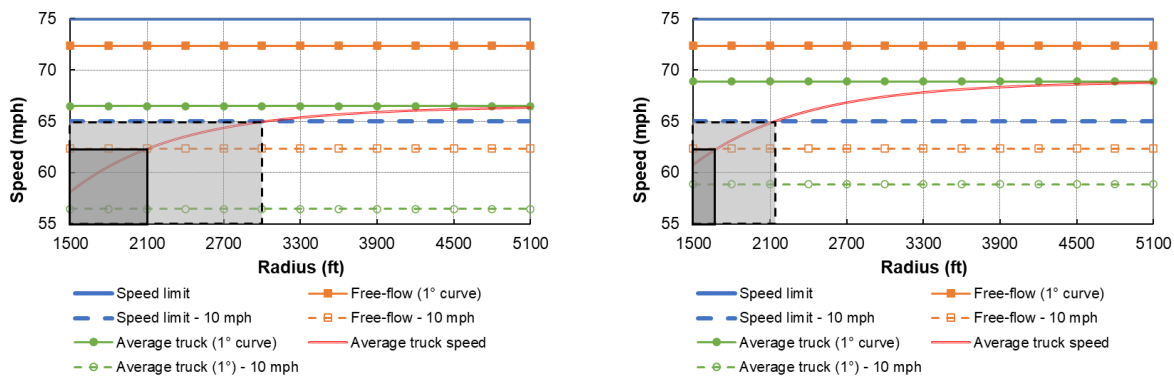 75
70
65
60
55
Speed (mph)
1500 2100 2700 3300 3900 4500 5100
Radius (ft)
Speed limit
Free-flow (1° curve)
Speed limit - 10 mph
Free-flow - 10 mph
Average truck (1° curve)
Average truck speed
Average truck (1°) - 10 mph
75
70
65
60
55
Speed (mph)
1500 2100 2700 3300 3900 4500 5100
Radius (ft)
Speed limit
Free-flow (1° curve)
Speed limit - 10 mph
Free-flow - 10 mph
Average truck (1° curve)
Average truck speed
Average truck (1°) - 10 mph